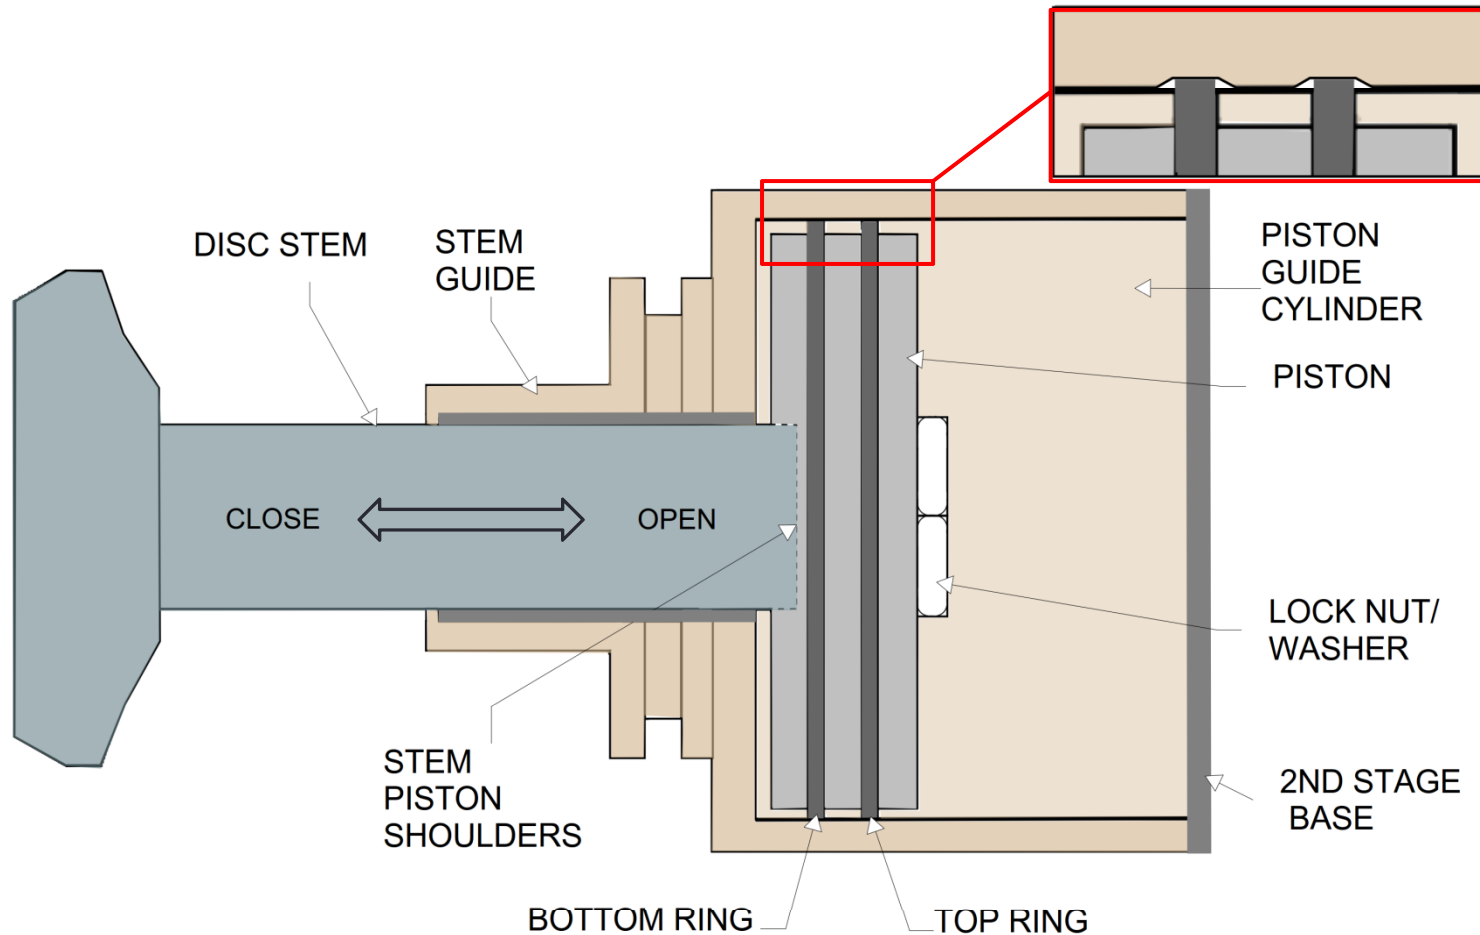 DISC STEM
STEM
GUIDE
PISTON
GUIDE
CYLINDER
PISTON
CLOSE
OPEN
LOCK NUT/
WASHER
STEM
PISTON
SHOULDERS
2ND STAGE
BASE
BOTTOM RING
TOP RING